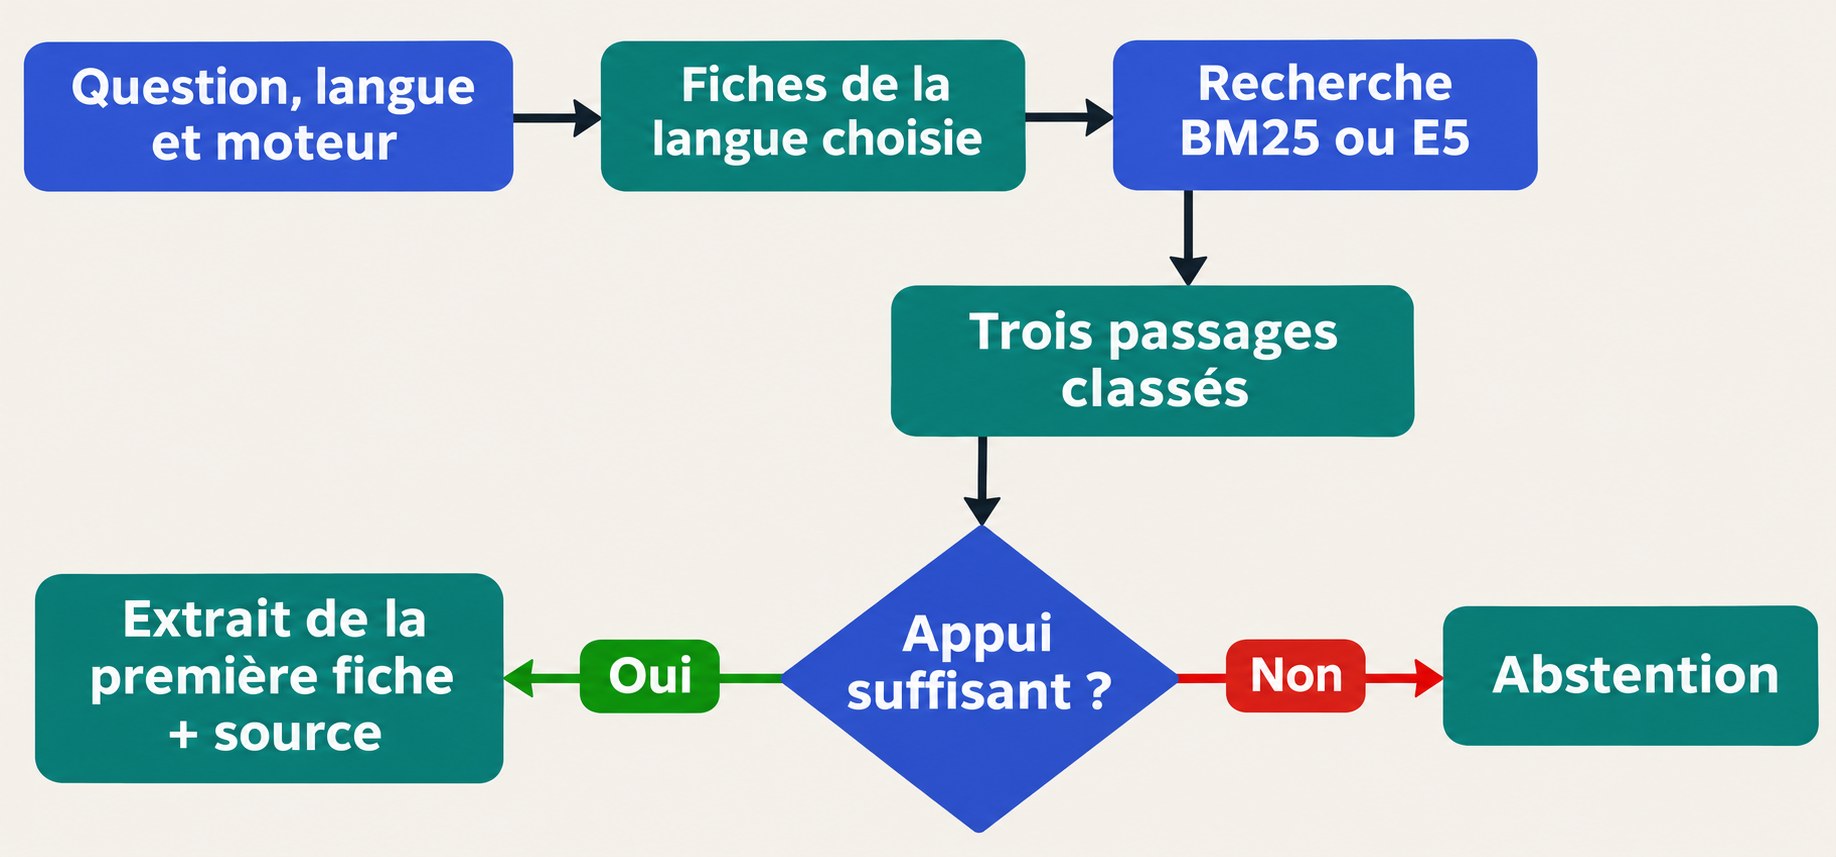 Question, langue
et moteur
Fiches de la
langue choisie
Recherche
BM25 ou E5
Trois passages
classés
Appui
suffisant ?
Oui
Extrait de la
première fiche
+ source
Non
Abstention